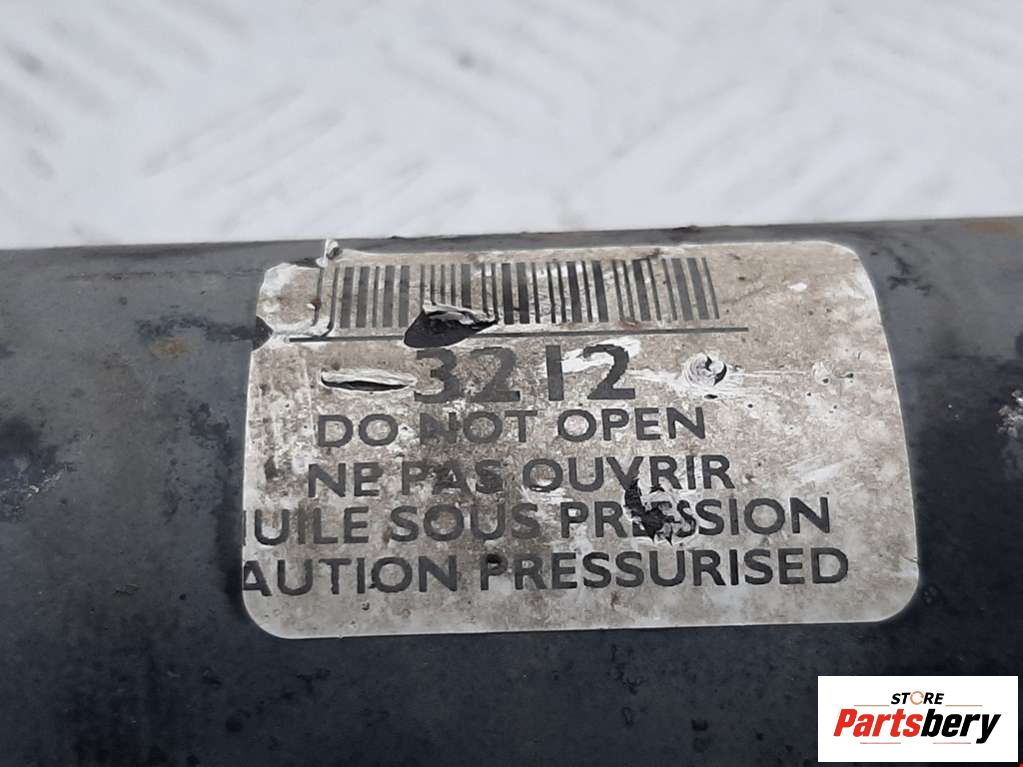 3212
DO NOT OPEN
NE PAS OUVRIR
UILE SOUS PRESSION
AUTION PRESSURISED
STORE
Partsbery